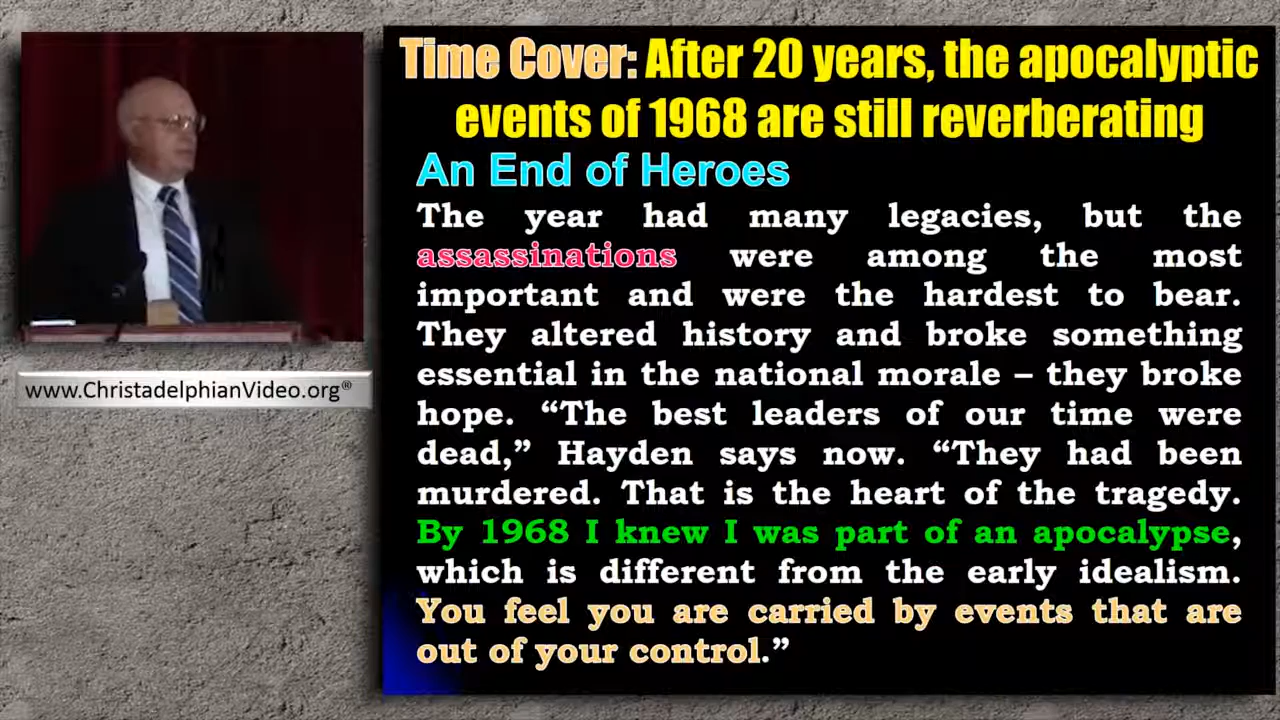 Time Cover: After 20 years, the apocalyptic
events of 1968 are still reverberating
An End of Heroes
The year had many legacies, but the
assassinations were among the most
important and were the hardest to bear.
They altered history and broke something
essential in the national morale – they broke
hope. “The best leaders of our time were
dead,” Hayden says now. “They had been
murdered. That is the heart of the tragedy.
By 1968 I knew I was part of an apocalypse,
which is different from the early idealism.
You feel you are carried by events that are
out of your control.”
www.ChristadelphianVideo.org®